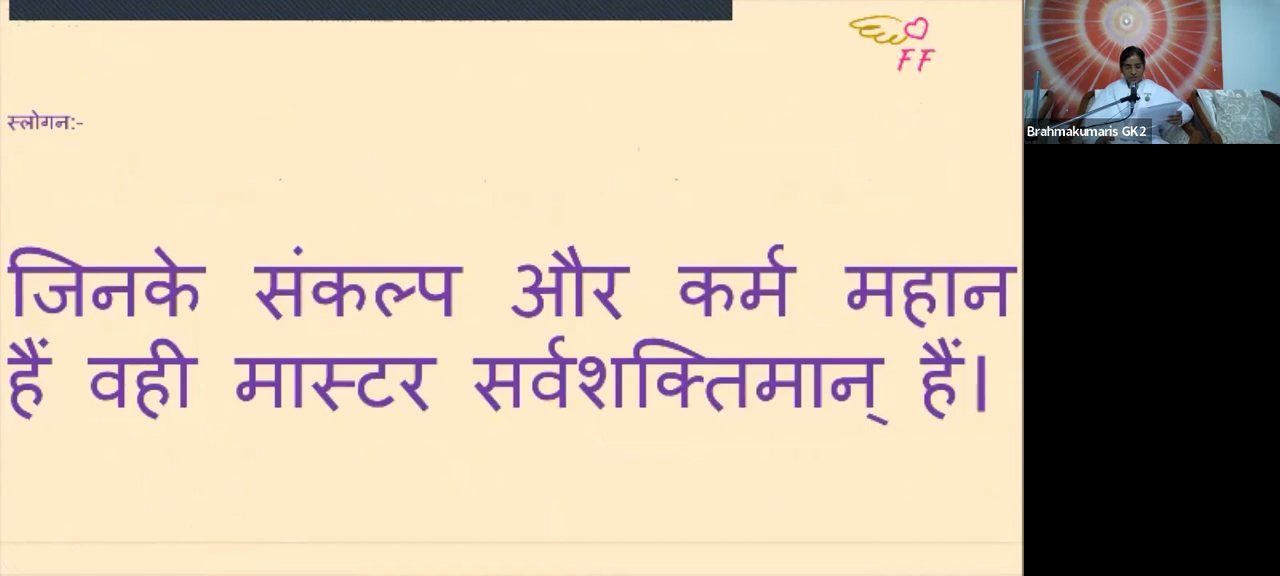 FF
स्लोगन:-
जिनके संकल्प और कर्म महान
हैं वही मास्टर सर्वशक्तिमान् हैं।
Brahmakumaris GK2